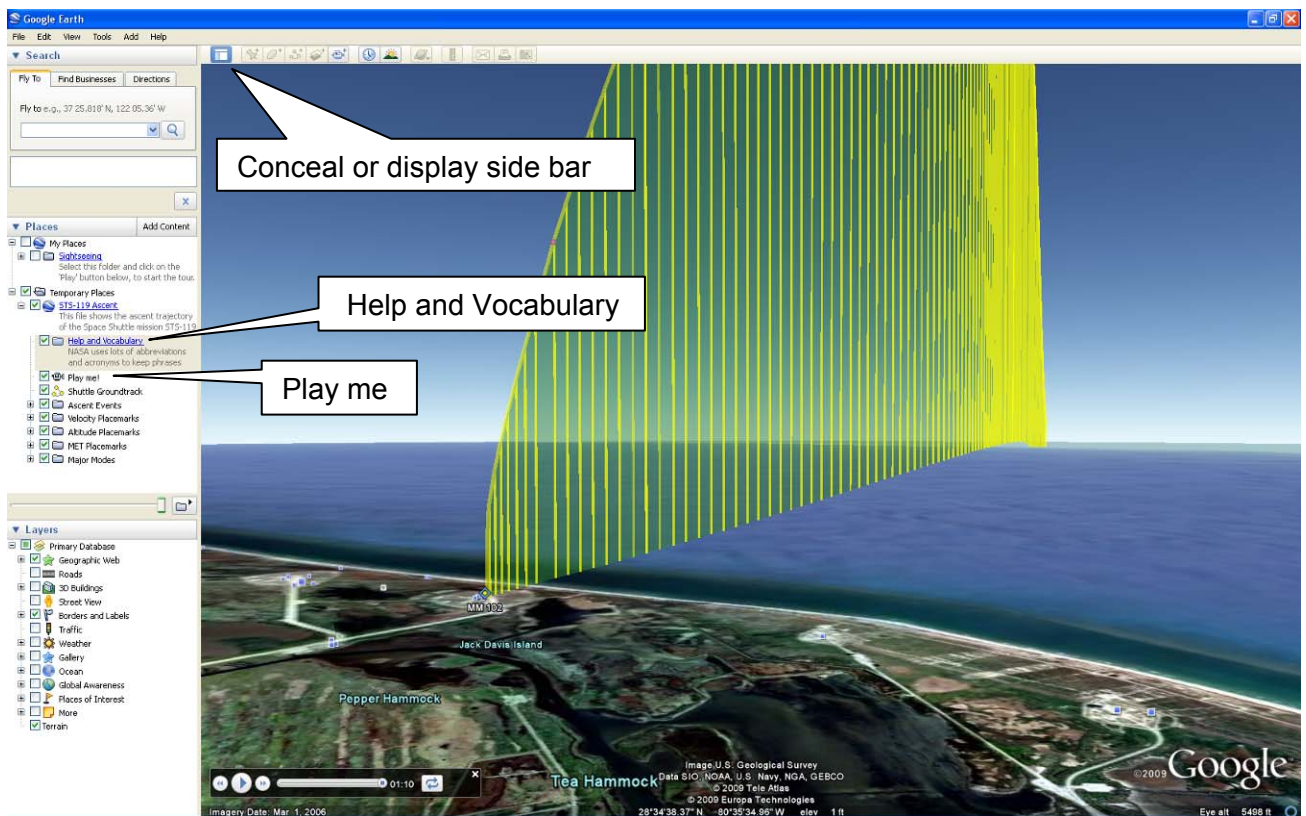 Google Earth
File Edit View Tools Add Help
Search
Fly To Find Businesses Directions
Fly to e.g., 37 25.818' N, 122 05.36' W
Conceal or display side bar
Places Add Content
My Places
Sightseeing
Select this folder and click on the
'Play' button below, to start the tour.
Temporary Places
STS-119 Ascent
This file shows the ascent trajectory
of the Space Shuttle mission STS-119
Help and Vocabulary
NASA uses lots of abbreviations
and acronyms to keep phrases
Play me!
Shuttle Groundtrack
Ascent Events
Velocity Placemarks
Altitude Placemarks
MET Placemarks
Major Modes
Help and Vocabulary
Play me
Layers
Primary Database
Geographic Web
Roads
3D Buildings
Street View
Borders and Labels
Traffic
Weather
Gallery
Ocean
Global Awareness
Places of Interest
More
Terrain
MM 102
Jack Davis Island
Pepper Hammock
Tea Hammock
01:10
Image U.S. Geological Survey
Data SIO, NOAA, U.S. Navy, NGA, GEBCO
© 2009 Tele Atlas
© 2009 Europa Technologies
©2009 Google
Imagery Date: Mar 1, 2006
28°34'38.37" N -80°35'34.96" W elev 1 ft
Eye alt 5498 ft